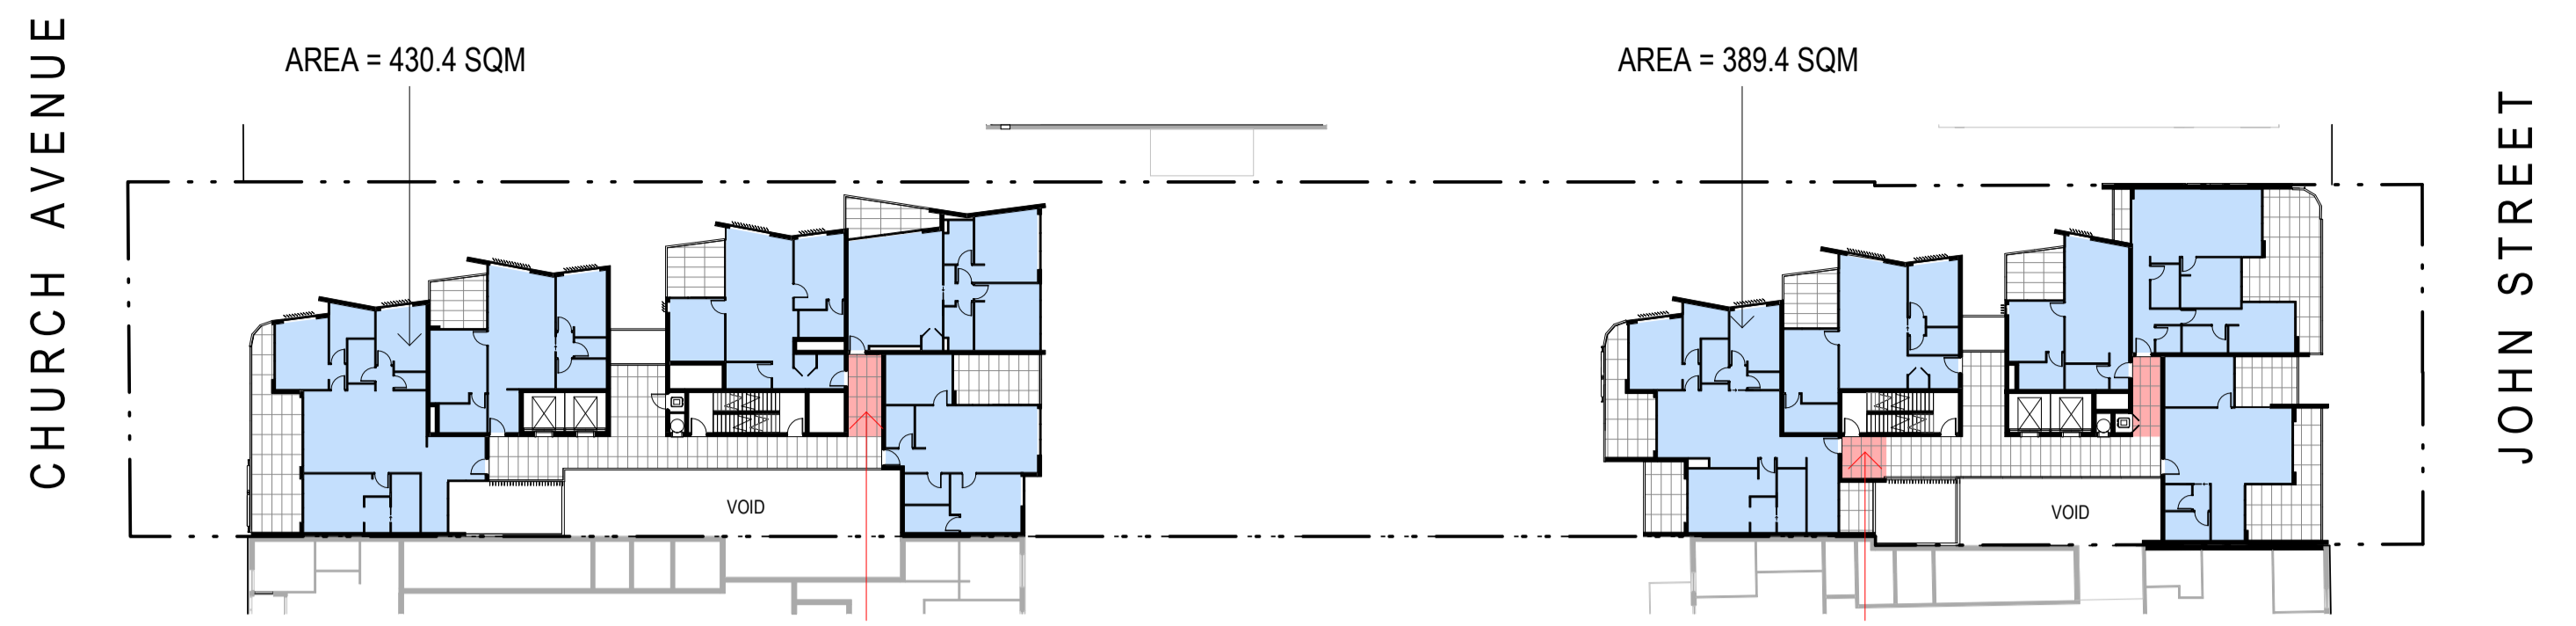 CHURCH AVENUE
AREA = 430.4 SQM
AREA = 389.4 SQM
JOHN STREET
VOID
VOID